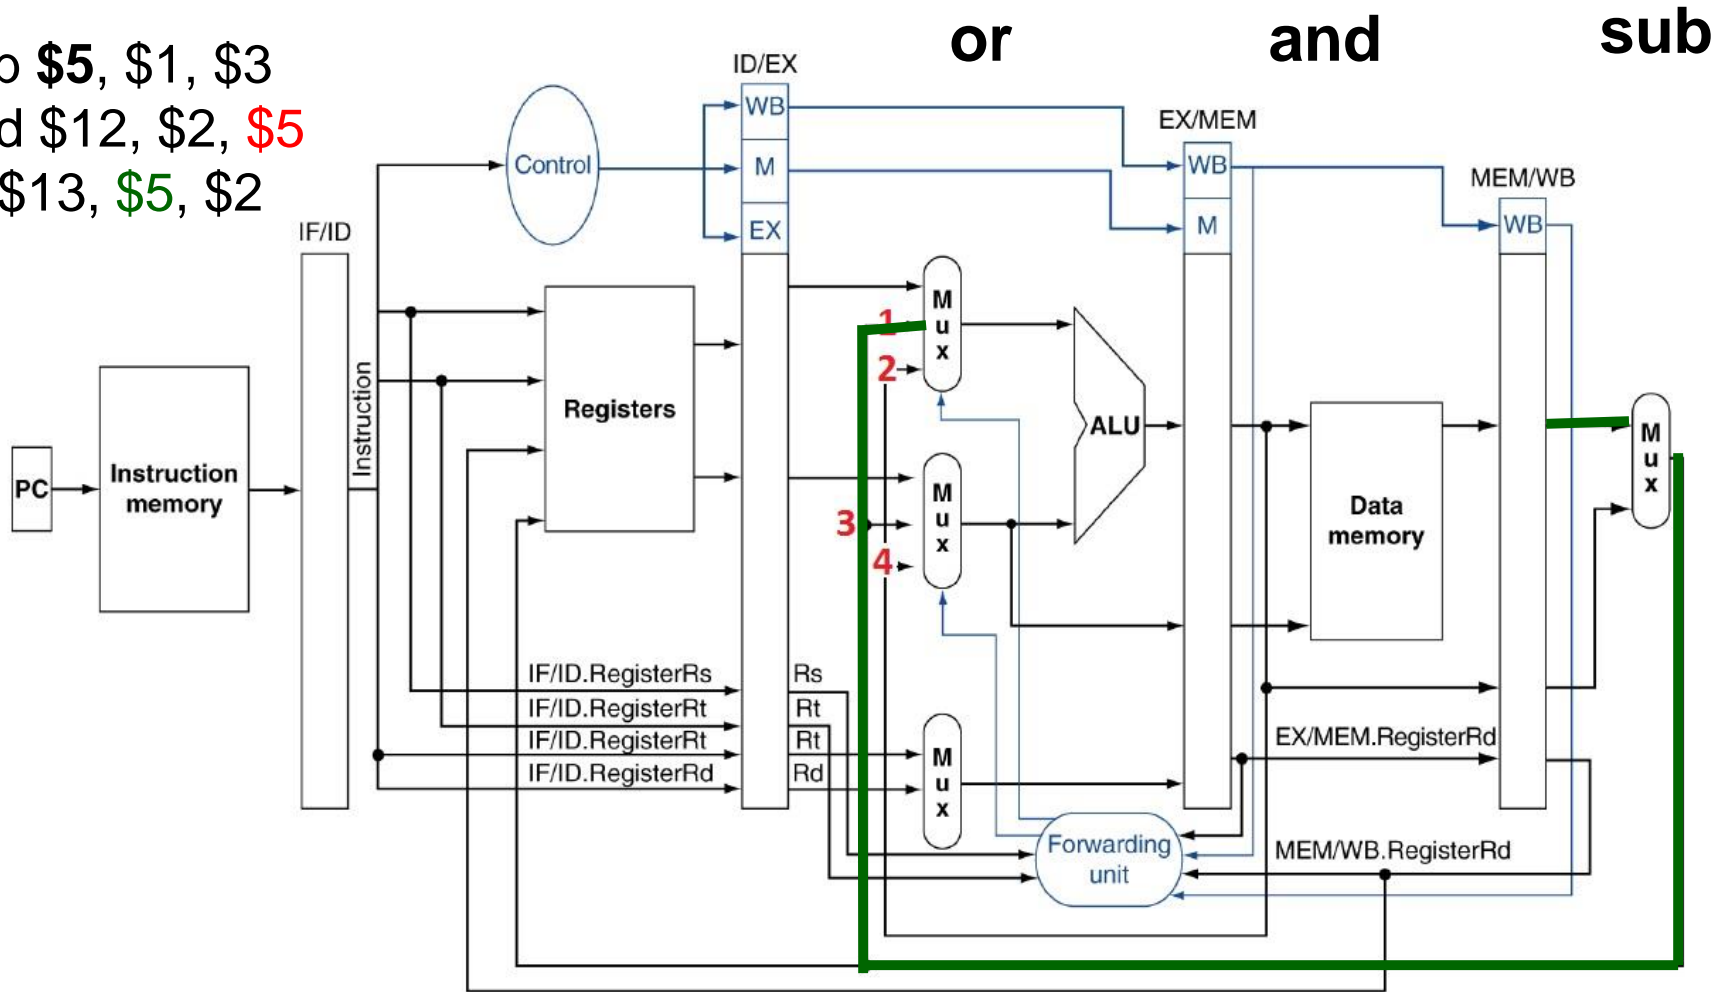 or and sub
$5, $1, $3
$12, $2, $5
$13, $5, $2
ID/EX
WB
M
EX
Control
EX/MEM
WB
M
MEM/WB
WB
IF/ID
Instruction
PC
Instruction
memory
Registers
1
2
3
4
M
u
x
M
u
x
M
u
x
ALU
Data
memory
M
u
x
IF/ID.RegisterRs
IF/ID.RegisterRt
IF/ID.RegisterRt
IF/ID.RegisterRd
Rs
Rt
Rt
Rd
EX/MEM.RegisterRd
Forwarding
unit
MEM/WB.RegisterRd